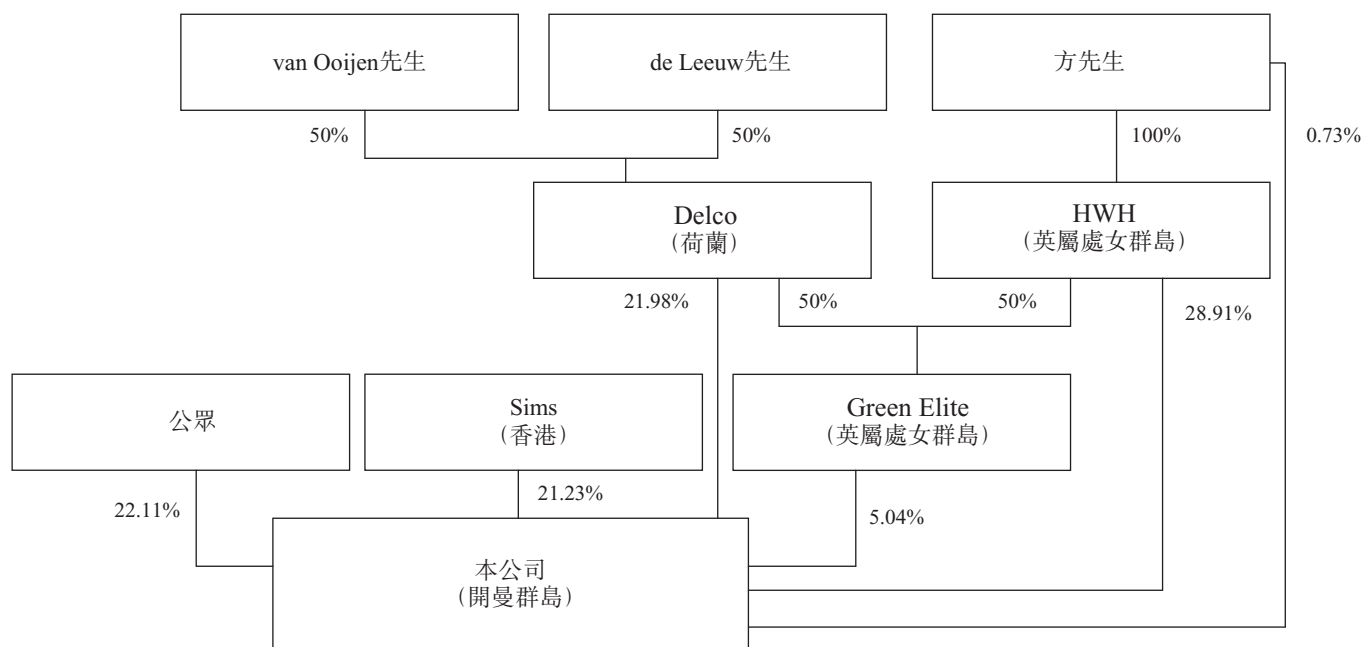 van Ooijen先生
de Leeuw先生
方先生
50%
50%
100%
0.73%
Delco
(荷蘭)
HWH
(英屬處女群島)
21.98%
50%
50%
28.91%
公眾
Sims
(香港)
Green Elite
(英屬處女群島)
22.11%
21.23%
5.04%
本公司
(開曼群島)